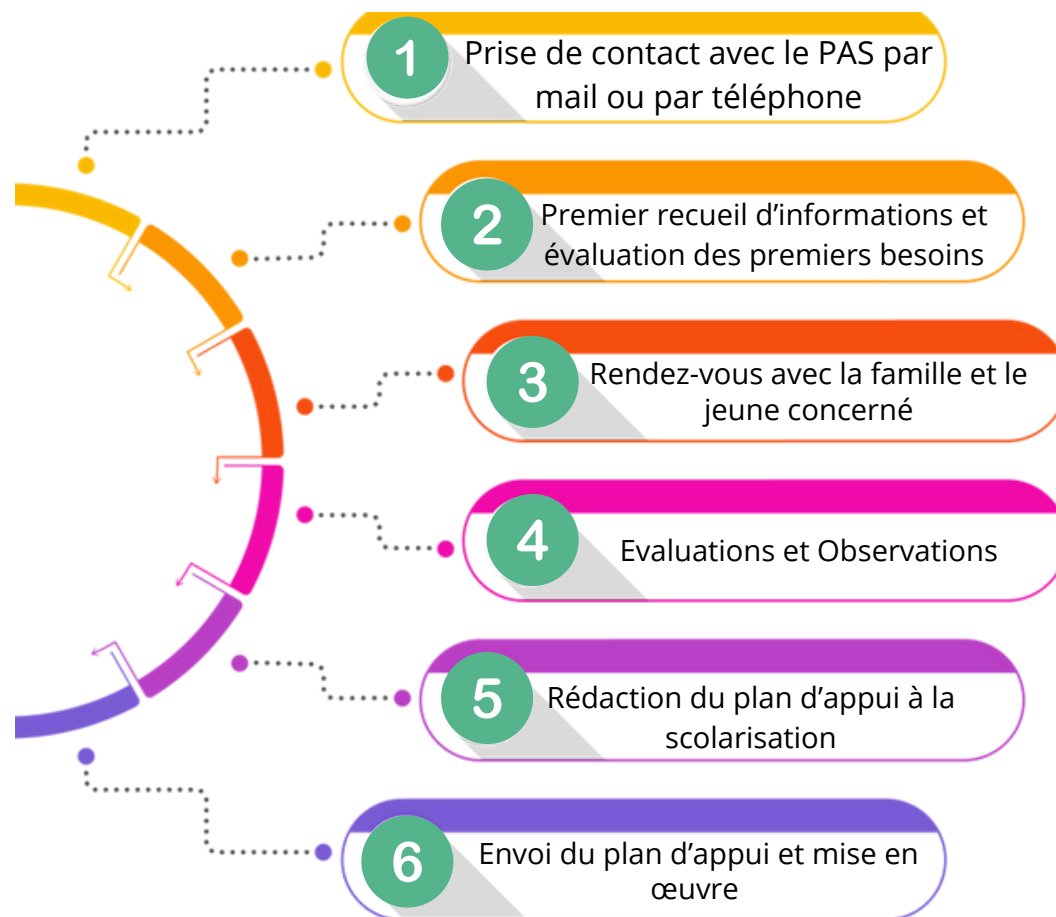 1
Prise de contact avec le PAS par
mail ou par téléphone
2
Premier recueil d'informations et
évaluation des premiers besoins
3
Rendez-vous avec la famille et le
jeune concerné
4
Evaluations et Observations
5
Rédaction du plan d'appui à la
scolarisation
6
Envoi du plan d'appui et mise en
œuvre